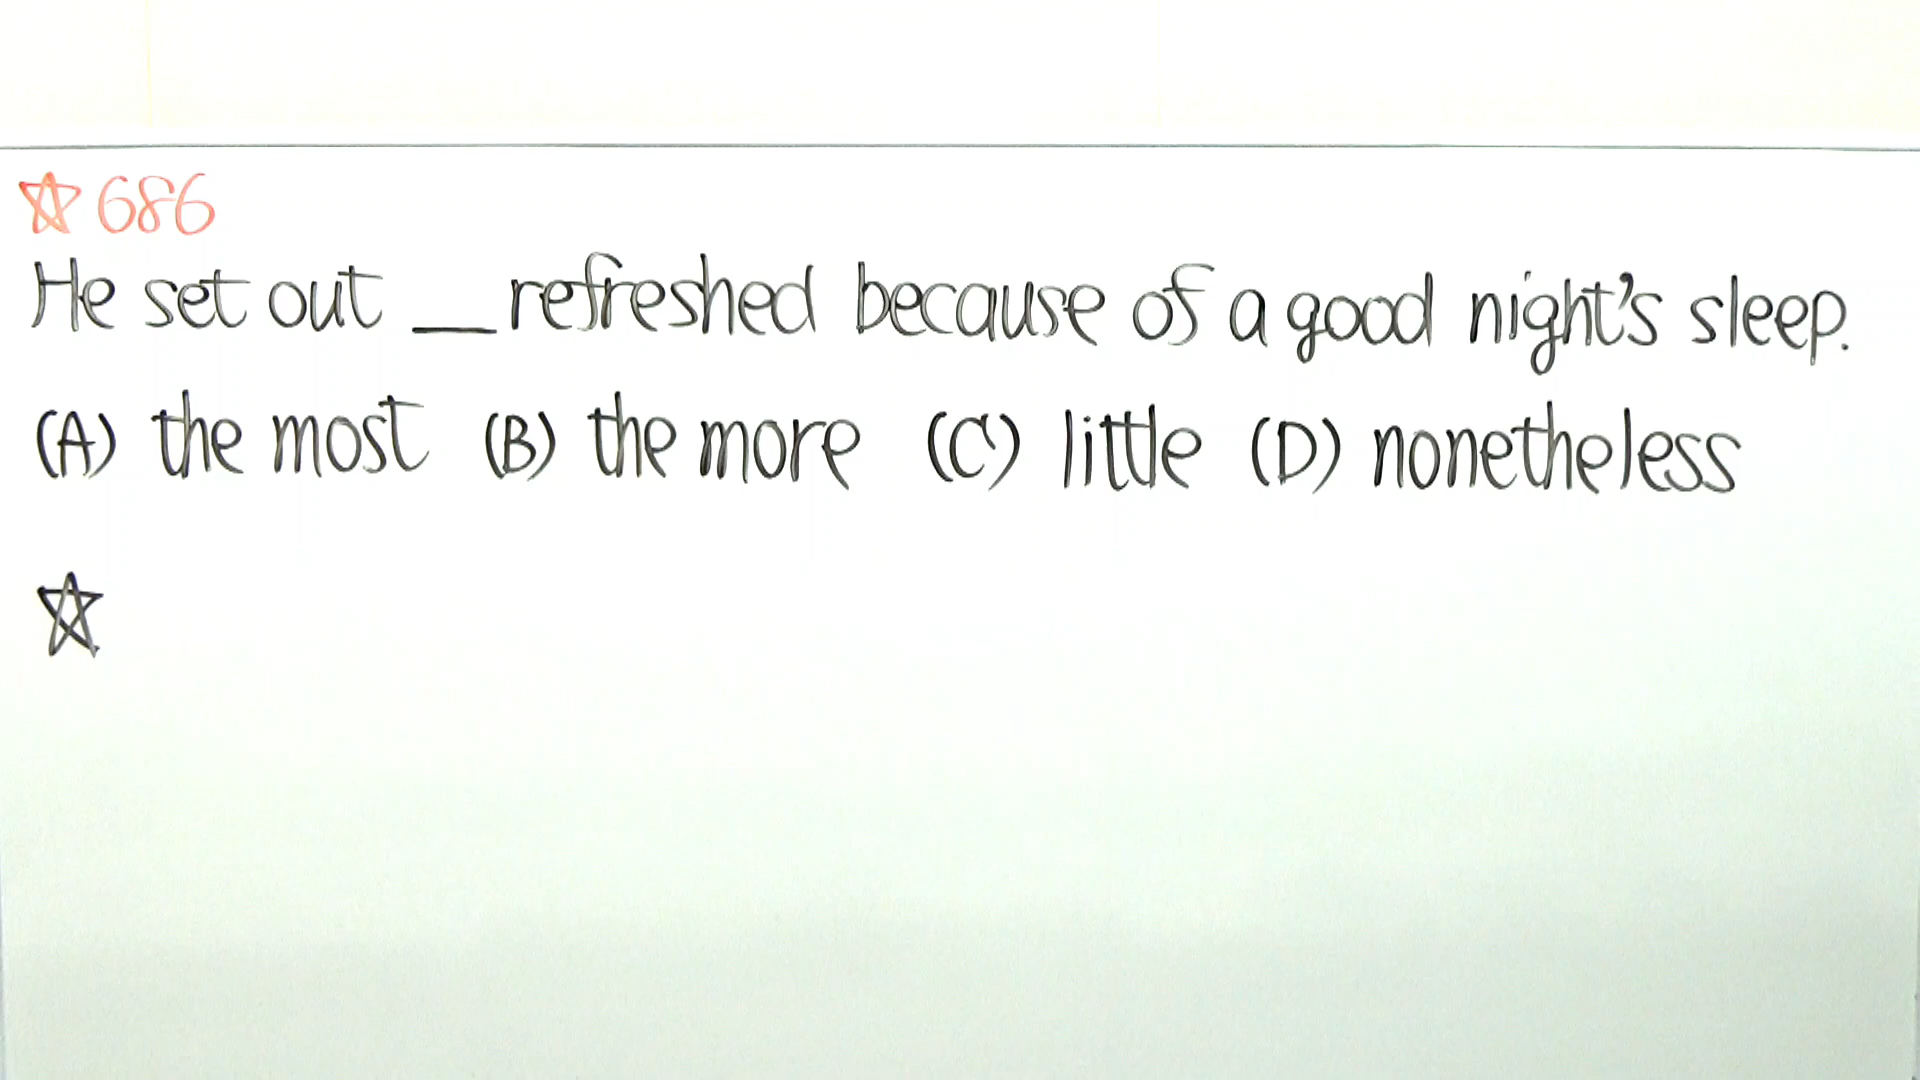 ☆686
He set out __ refreshed because of a good night's sleep.
(A) the most (B) the more (C) little (D) nonetheless
☆